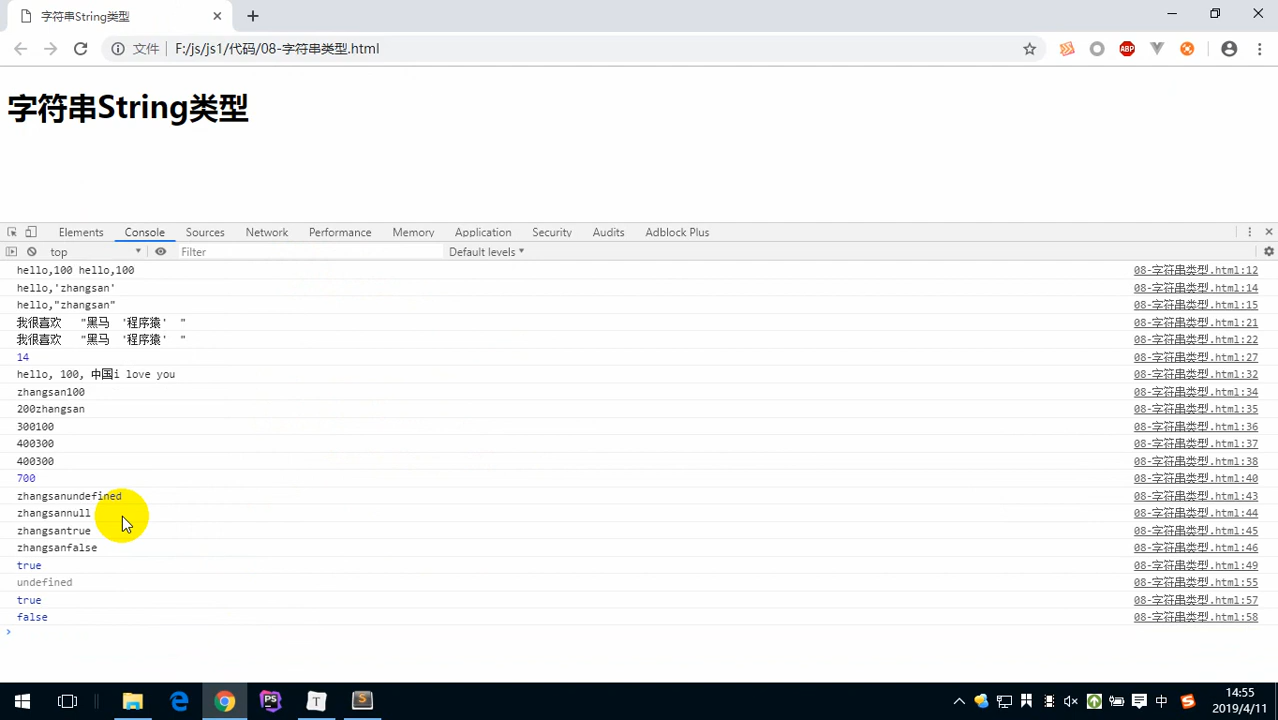 字符串String类型
文件 F:/js/js1/代码/08-字符串类型.html
ABP
字符串String类型
Elements Console Sources Network Performance Memory Application Security Audits Adblock Plus
top Filter Default levels
hello,100 hello,100 08-字符串类型.html:12
hello,'zhangsan' 08-字符串类型.html:14
hello,"zhangsan" 08-字符串类型.html:15
我很喜欢 "黑马 '程序猿' " 08-字符串类型.html:21
我很喜欢 "黑马 '程序猿' " 08-字符串类型.html:22
14 08-字符串类型.html:27
hello, 100, 中国i love you 08-字符串类型.html:32
zhangsan100 08-字符串类型.html:34
200zhangsan 08-字符串类型.html:35
300100 08-字符串类型.html:36
400300 08-字符串类型.html:37
400300 08-字符串类型.html:38
700 08-字符串类型.html:40
zhangsanundefined 08-字符串类型.html:43
zhangsannull 08-字符串类型.html:44
zhangsantrue 08-字符串类型.html:45
zhangsanfalse 08-字符串类型.html:46
true 08-字符串类型.html:49
undefined 08-字符串类型.html:55
true 08-字符串类型.html:57
false 08-字符串类型.html:58
PS T S 中 S 14:55
2019/4/11